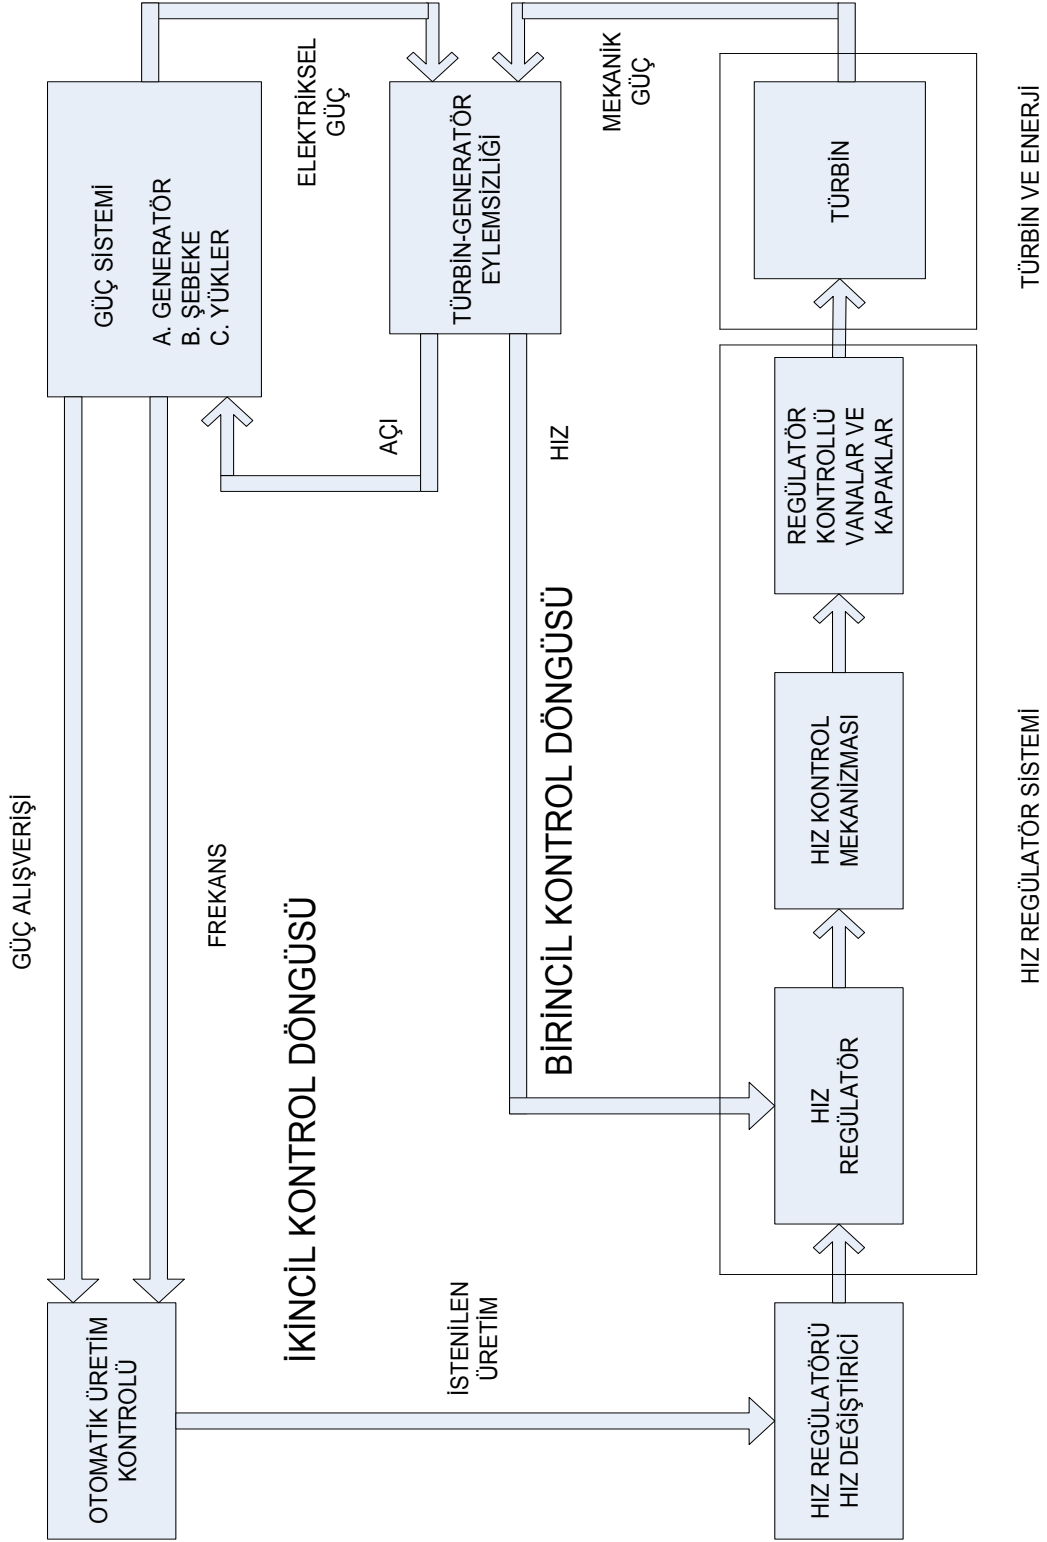 GÜÇ ALIŞVERİŞİ
OTOMATİK ÜRETİM
KONTROLÜ
GÜÇ SİSTEMİ
A. GENERATÖR
B. ŞEBEKE
C. YÜKLER
FREKANS
İKİNCİL KONTROL DÖNGÜSÜ
ELEKTRİKSEL
GÜÇ
AÇI
TÜRBİN-GENERATÖR
EYLEMSİZLİĞİ
İSTENİLEN
ÜRETİM
HIZ
BİRİNCİL KONTROL DÖNGÜSÜ
MEKANİK
GÜÇ
HIZ REGÜLATÖRÜ
HIZ DEĞİŞTİRİCİ
HIZ
REGÜLATÖR
HIZ KONTROL
MEKANİZMASI
REGÜLATÖR
KONTROLLÜ
VANALAR VE
KAPAKLAR
TÜRBİN
HIZ REGÜLATÖR SİSTEMİ
TÜRBİN VE ENERJİ